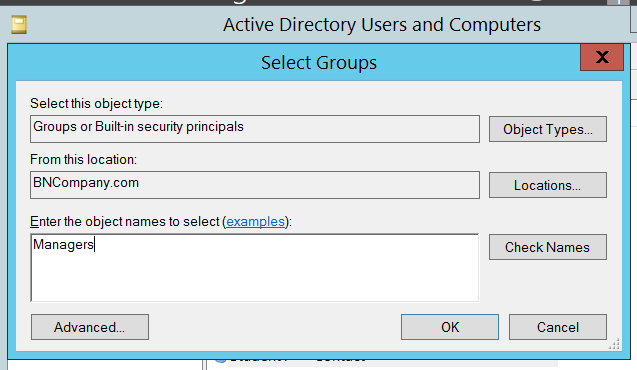 Active Directory Users and Computers
Select Groups
X
Select this object type:
Groups or Built-in security principals
Object Types...
From this location:
BNCompany.com
Locations...
Enter the object names to select (examples):
Managers
Check Names
Advanced...
OK
Cancel